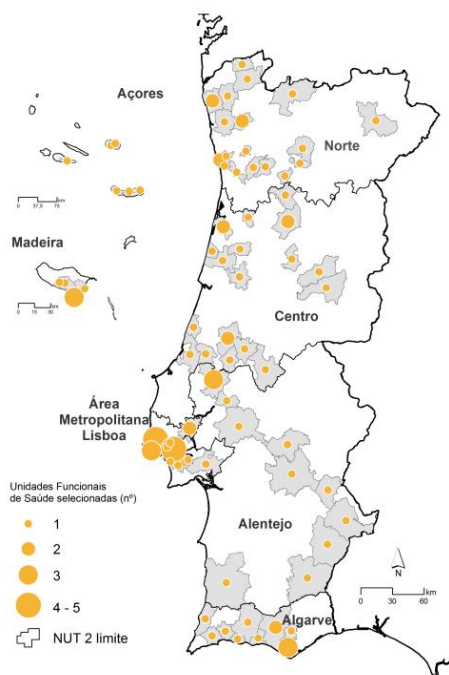 Açores
Norte
0 37,5 75
km
Madeira
0 15 30
km
Centro
Área
Metropolitana
Lisboa
Unidades Funcionais
de Saúde selecionadas (nº)
1
2
3
4 - 5
NUT 2 limite
Alentejo
N
0 30 60
km
Algarve